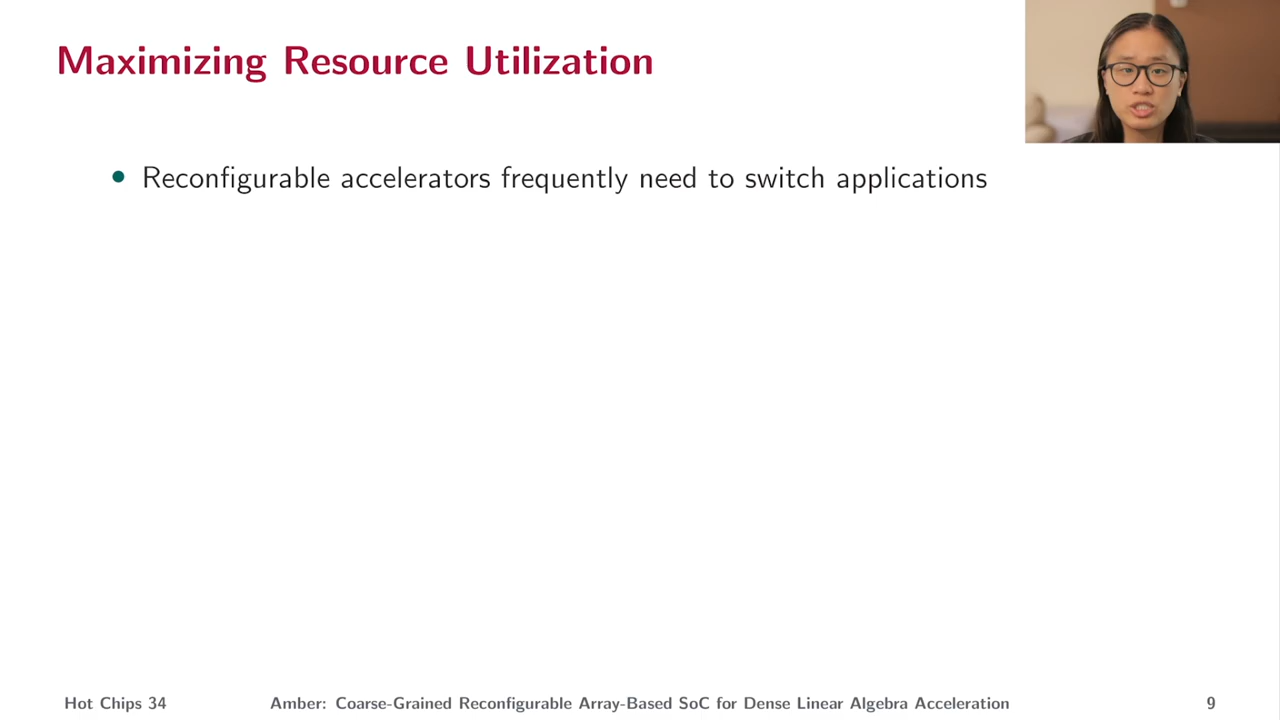 Maximizing Resource Utilization
• Reconfigurable accelerators frequently need to switch applications
Hot Chips 34
Amber: Coarse-Grained Reconfigurable Array-Based SoC for Dense Linear Algebra Acceleration
9